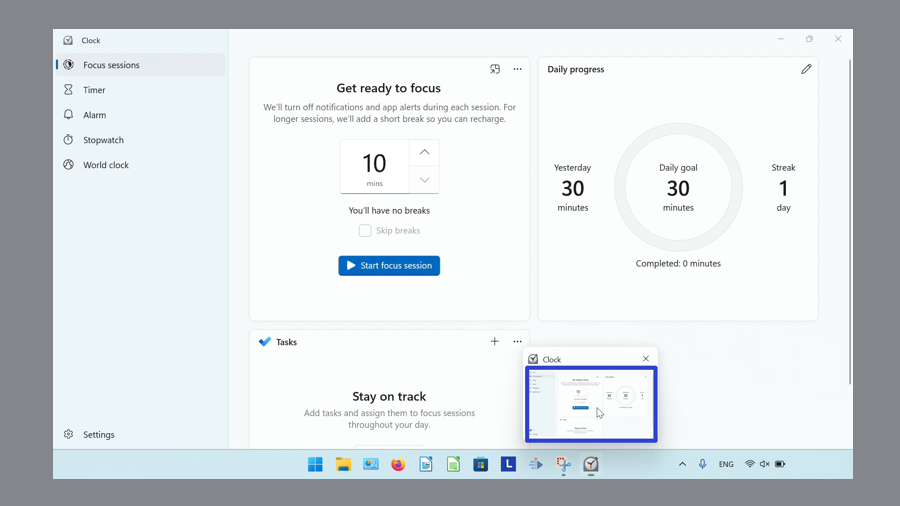 Clock
Focus sessions
Timer
Alarm
Stopwatch
World clock
Settings
Get ready to focus
We'll turn off notifications and app alerts during each session. For
longer sessions, we'll add a short break so you can recharge.
10
mins
You'll have no breaks
Skip breaks
Start focus session
Daily progress
Yesterday
30
minutes
Daily goal
30
minutes
Streak
1
day
Completed: 0 minutes
Tasks
Stay on track
Add tasks and assign them to focus sessions
throughout your day.
Clock
L
ENG